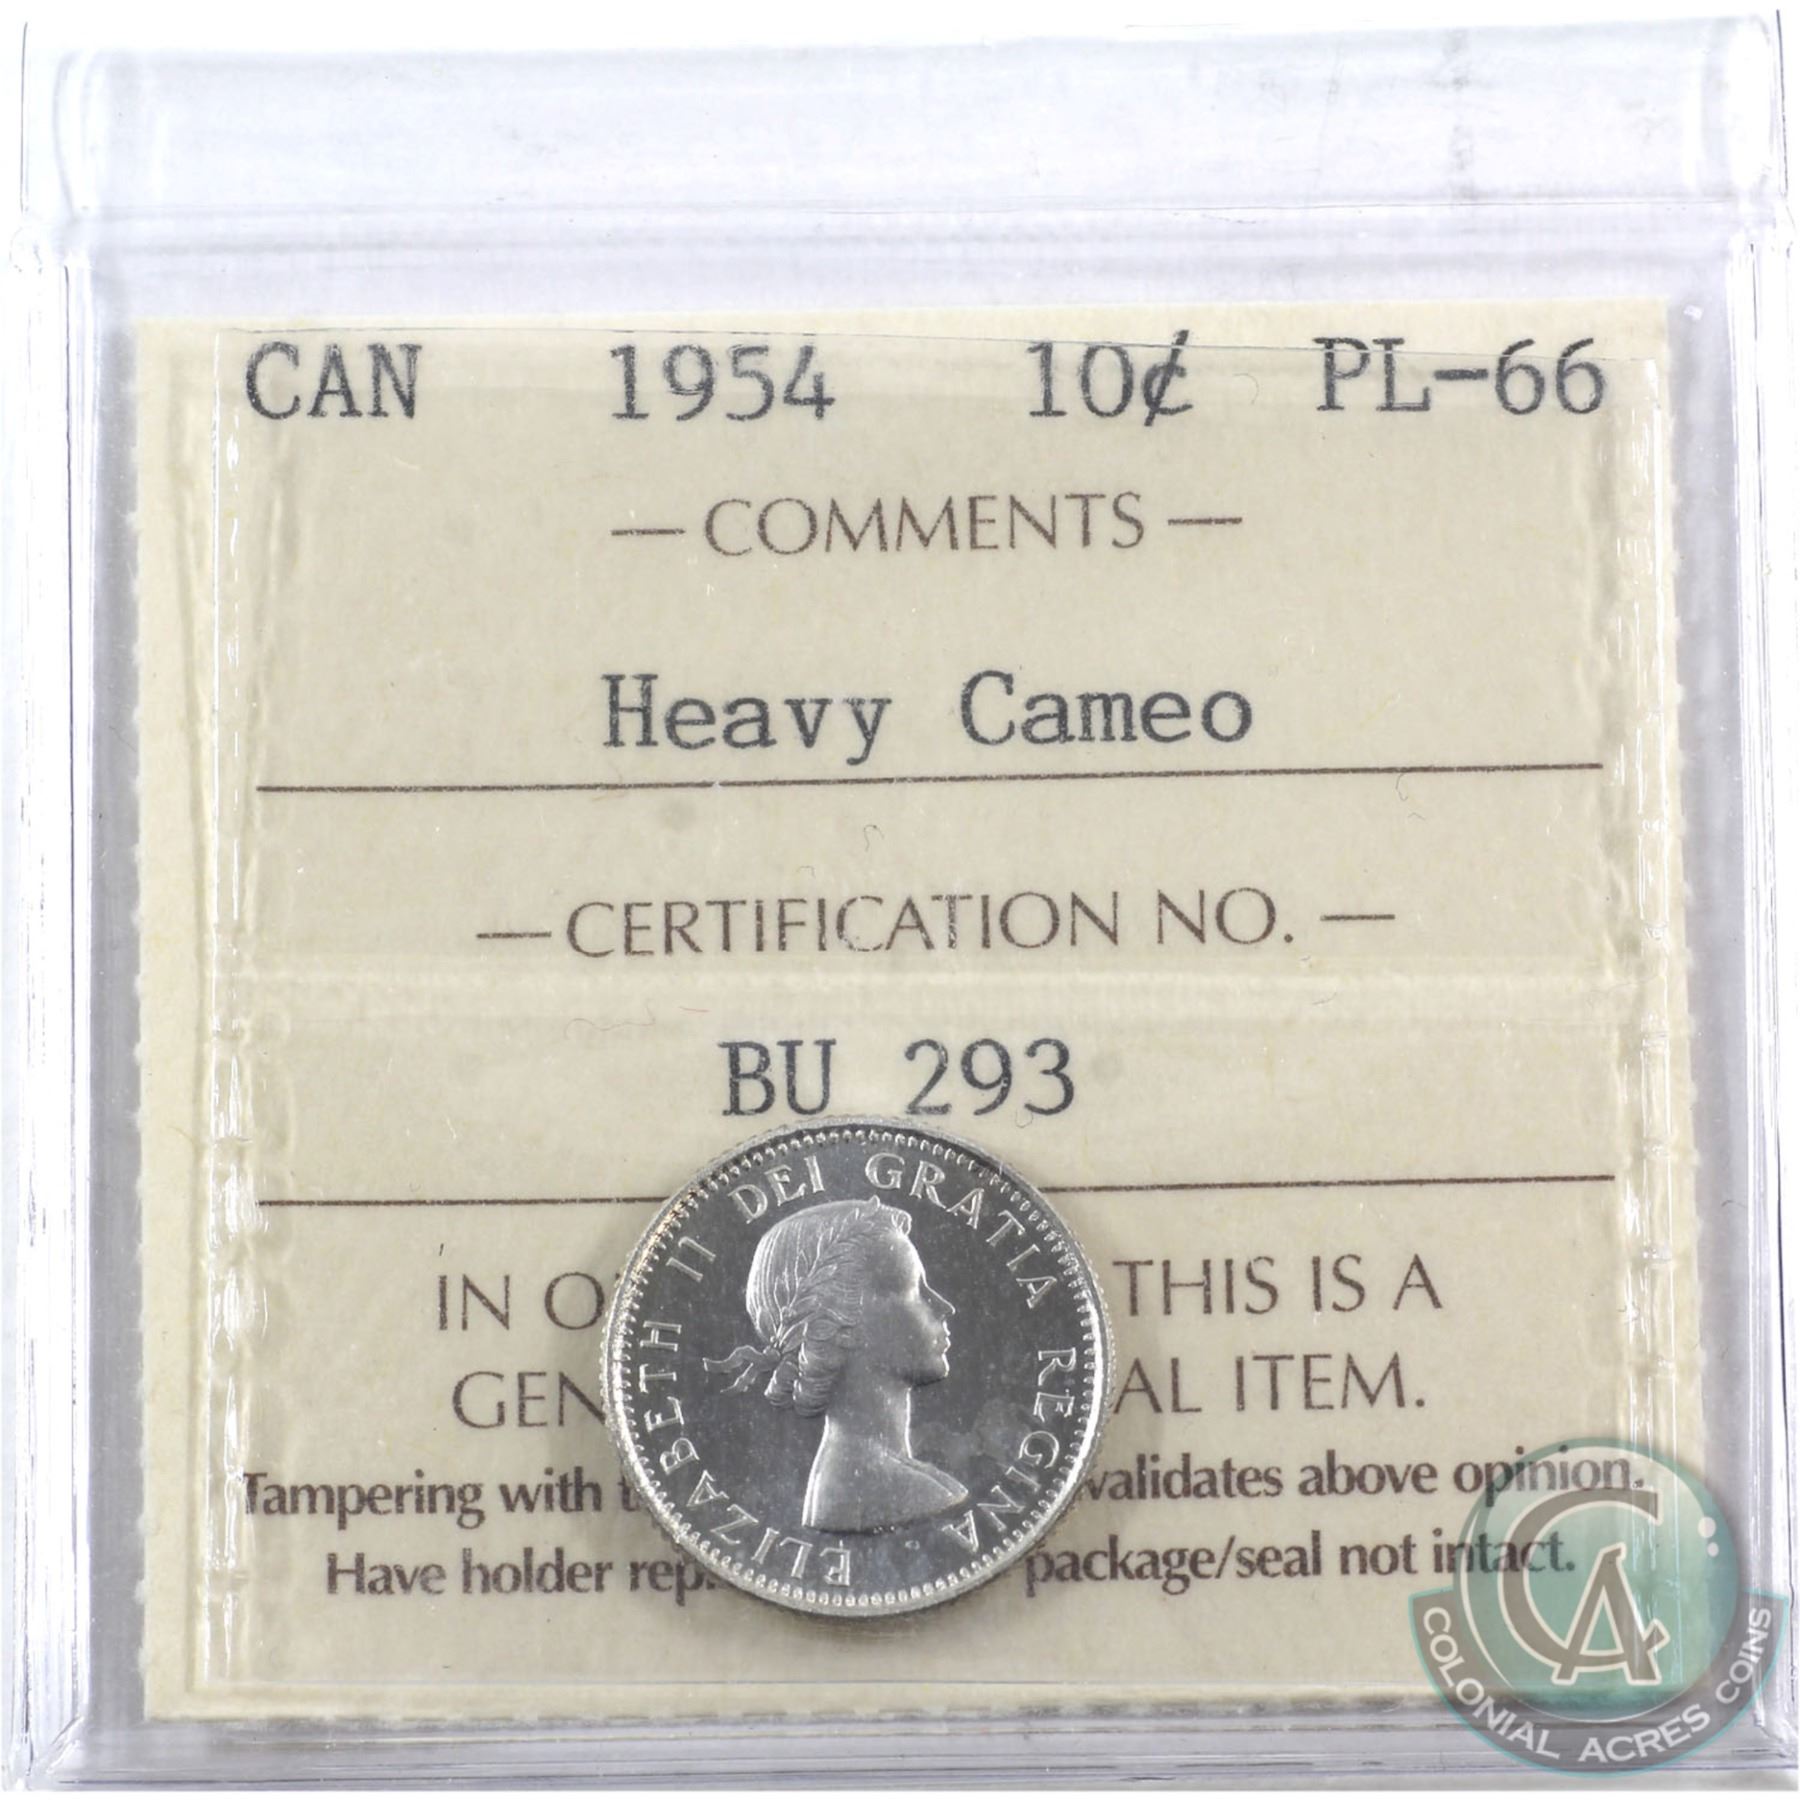 CAN 1954 10¢ PL-66
— COMMENTS —
Heavy Cameo
— CERTIFICATION NO. —
BU 293
IN O THIS IS A
GEN AL ITEM.
Tampering with t validates above opinion.
Have holder rep. package/seal not intact.
ELIZABETH II DEI GRATIA REGINA
CA
COLONIAL ACRES COINS